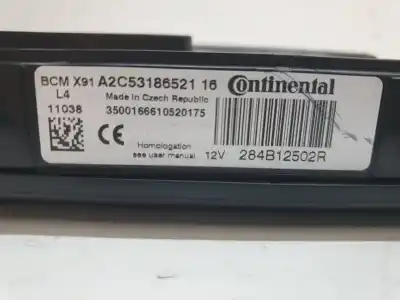 BCM X91 A2C53186521 16 Continental
L4 Made in Czech Republic
11038 3500166610520175
CE
Homologation
see user manual 12V 284B12502R